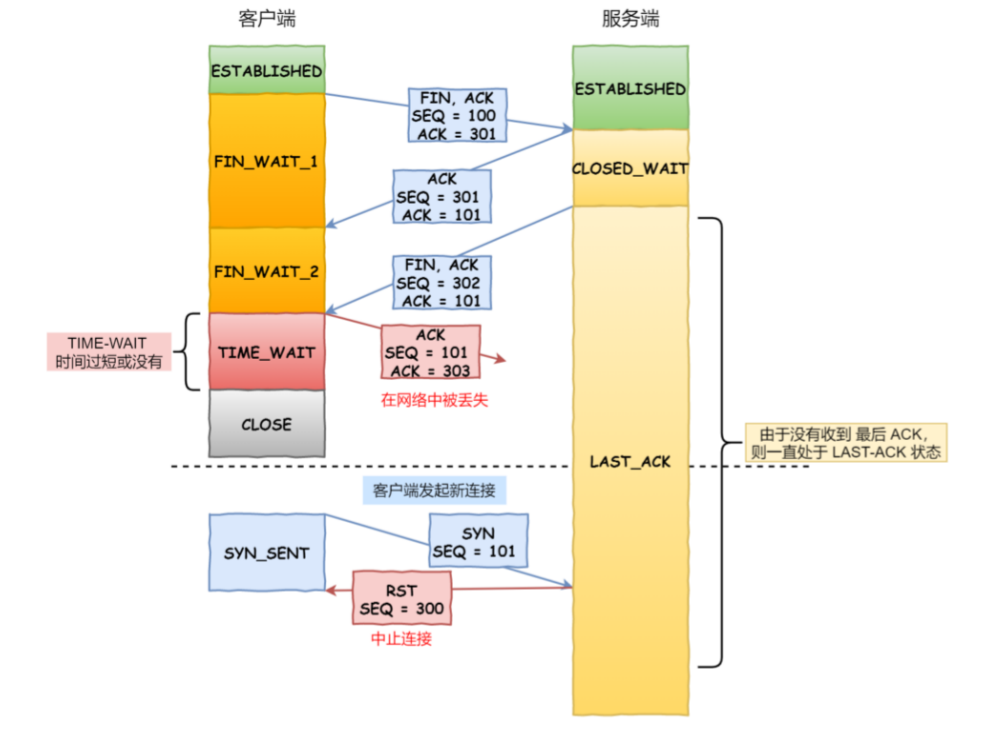 客户端
服务端
ESTABLISHED
ESTABLISHED
FIN, ACK
SEQ = 100
ACK = 301
FIN_WAIT_1
CLOSED_WAIT
ACK
SEQ = 301
ACK = 101
FIN_WAIT_2
FIN, ACK
SEQ = 302
ACK = 101
TIME-WAIT
时间过短或没有
TIME_WAIT
ACK
SEQ = 101
ACK = 303
在网络中被丢失
CLOSE
由于没有收到 最后 ACK，
则一直处于 LAST-ACK 状态
LAST_ACK
客户端发起新连接
SYN_SENT
SYN
SEQ = 101
RST
SEQ = 300
中止连接